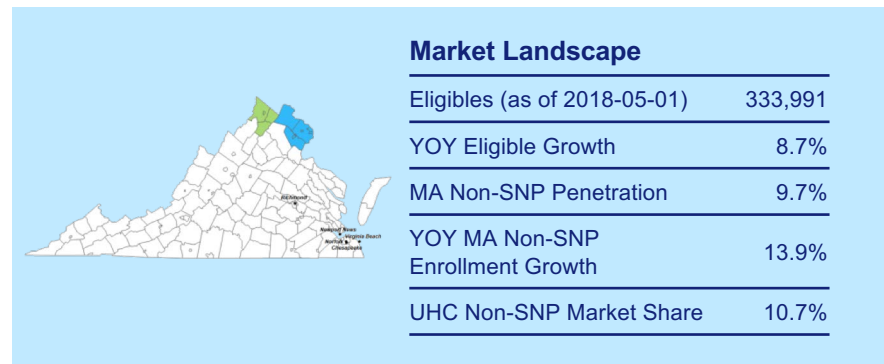 Market Landscape
Eligibles (as of 2018-05-01) 333,991
YOY Eligible Growth 8.7%
MA Non-SNP Penetration 9.7%
YOY MA Non-SNP
Enrollment Growth 13.9%
UHC Non-SNP Market Share 10.7%
Richmond
Newport News
Virginia Beach
Norfolk
Chesapeake